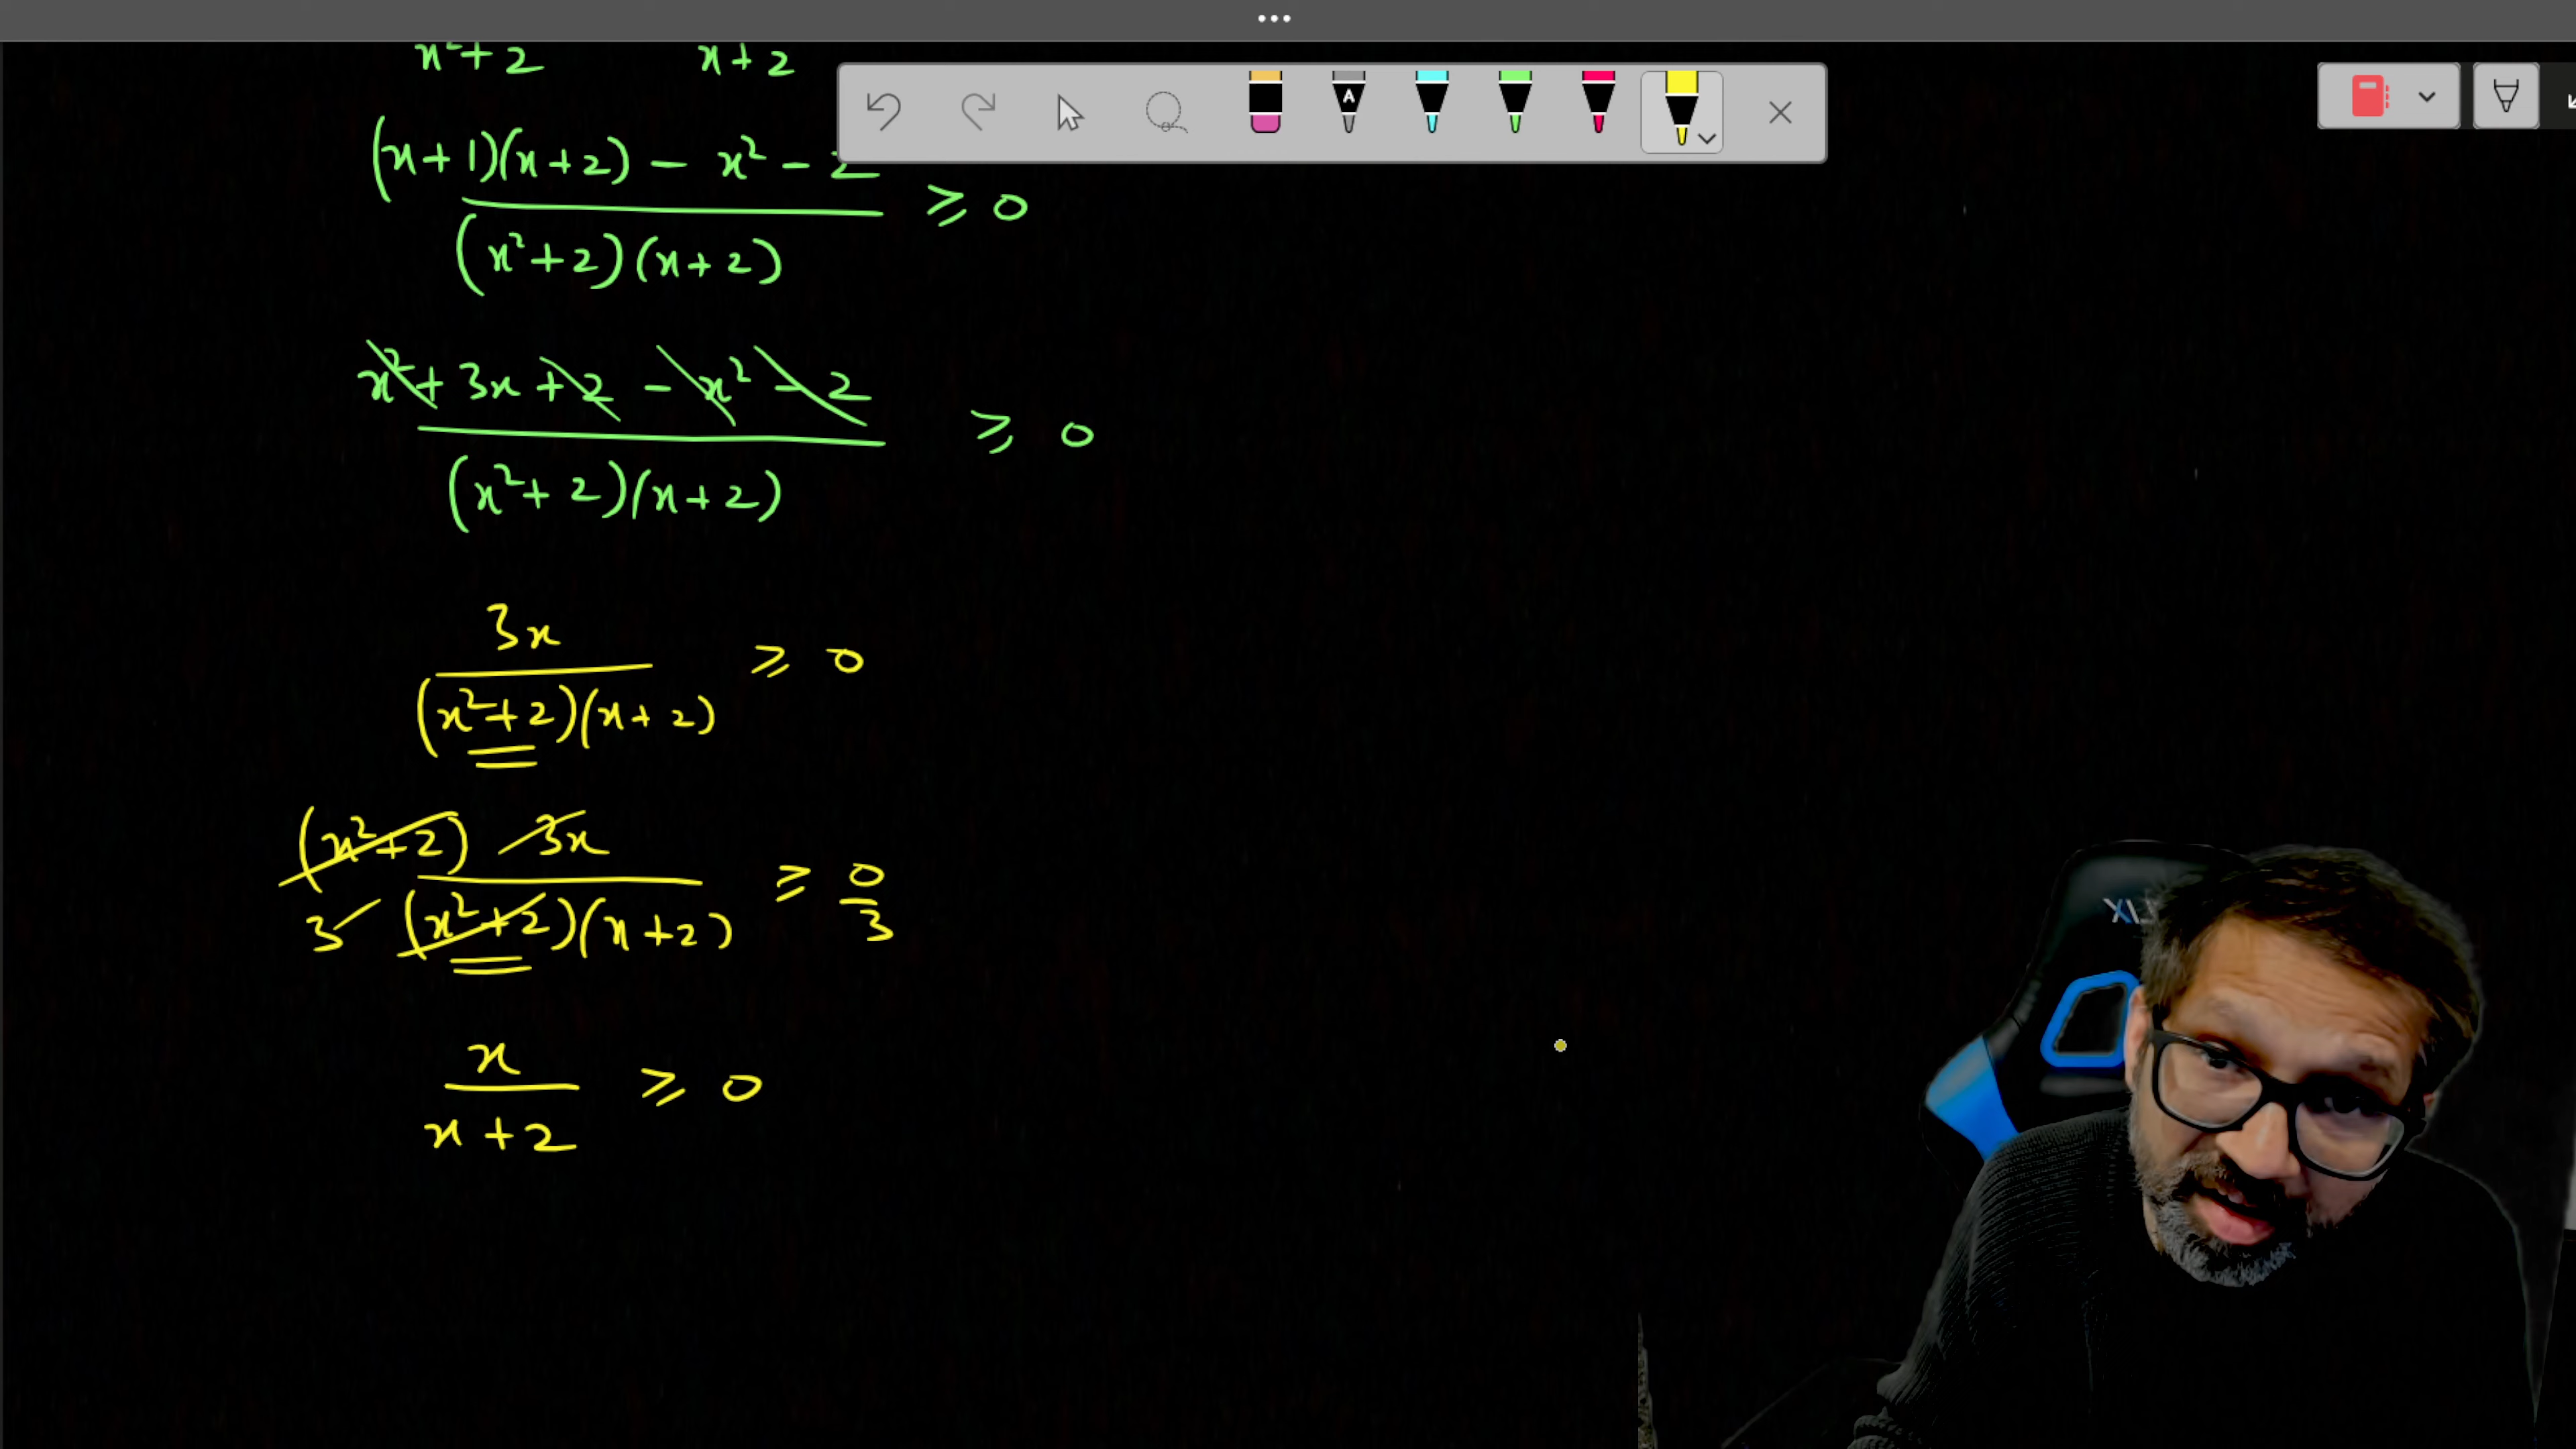 x²+2 x+2
(x+1)(x+2) - x² - 2
≥ 0
(x²+2)(x+2)
x²+ 3x +2 - x² - 2
≥ 0
(x²+2)(x+2)
3x
≥ 0
(x²+2)(x+2)
(x²+2) 3x
≥ 0/3
3 (x²+2)(x+2)
x
≥ 0
x+2
A